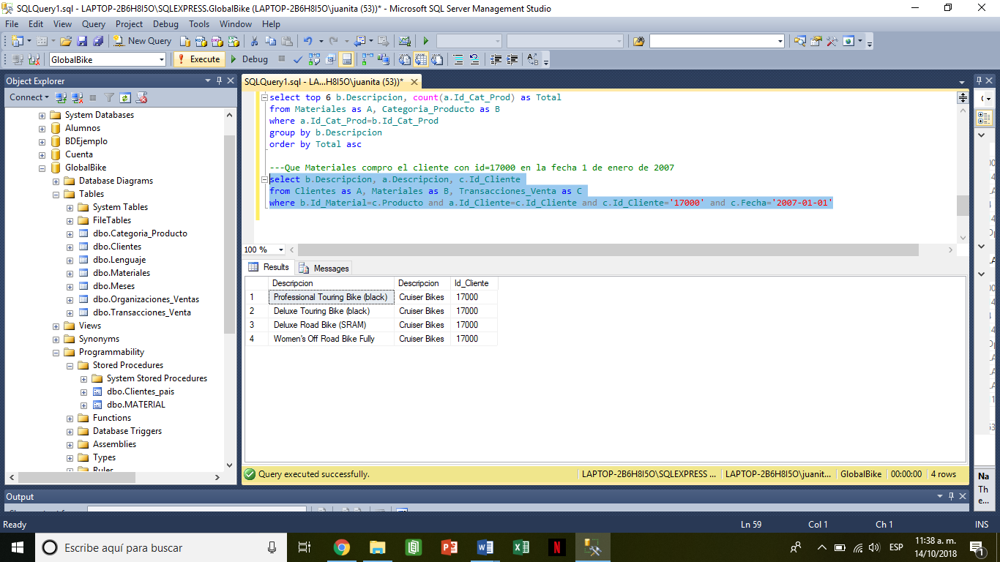 SQLQuery1.sql - LAPTOP-2B6H8I5O\SQLEXPRESS.GlobalBike (LAPTOP-2B6H8I5O\juanita (53))* - Microsoft SQL Server Management Studio
File Edit View Query Project Debug Tools Window Help
New Query
GlobalBike Execute Debug
Object Explorer
Connect
System Databases
Alumnos
BDEjemplo
Cuenta
GlobalBike
Database Diagrams
Tables
System Tables
FileTables
dbo.Categoria_Producto
dbo.Clientes
dbo.Lenguaje
dbo.Materiales
dbo.Meses
dbo.Organizaciones_Ventas
dbo.Transacciones_Venta
Views
Synonyms
Programmability
Stored Procedures
System Stored Procedures
dbo.Clientes_pais
dbo.MATERIAL
Functions
Database Triggers
Assemblies
Types
Rules
SQLQuery1.sql - LA...H8I5O\juanita (53))*
select top 6 b.Descripcion, count(a.Id_Cat_Prod) as Total
from Materiales as A, Categoria_Producto as B
where a.Id_Cat_Prod=b.Id_Cat_Prod
group by b.Descripcion
order by Total asc
---Que Materiales compro el cliente con id=17000 en la fecha 1 de enero de 2007
select b.Descripcion, a.Descripcion, c.Id_Cliente
from Clientes as A, Materiales as B, Transacciones_Venta as C
where b.Id_Material=c.Producto and a.Id_Cliente=c.Id_Cliente and c.Id_Cliente='17000' and c.Fecha='2007-01-01'
100 %
Results Messages
Descripcion Descripcion Id_Cliente
1 Professional Touring Bike (black) Cruiser Bikes 17000
2 Deluxe Touring Bike (black) Cruiser Bikes 17000
3 Deluxe Road Bike (SRAM) Cruiser Bikes 17000
4 Women's Off Road Bike Fully Cruiser Bikes 17000
Query executed successfully. LAPTOP-2B6H8I5O\SQLEXPRESS ... LAPTOP-2B6H8I5O\juanit... GlobalBike 00:00:00 4 rows
Na
Th
e...
Output
Ready Ln 59 Col 1 Ch 1 INS
Escribe aquí para buscar
ESP
11:38 a. m.
14/10/2018
1